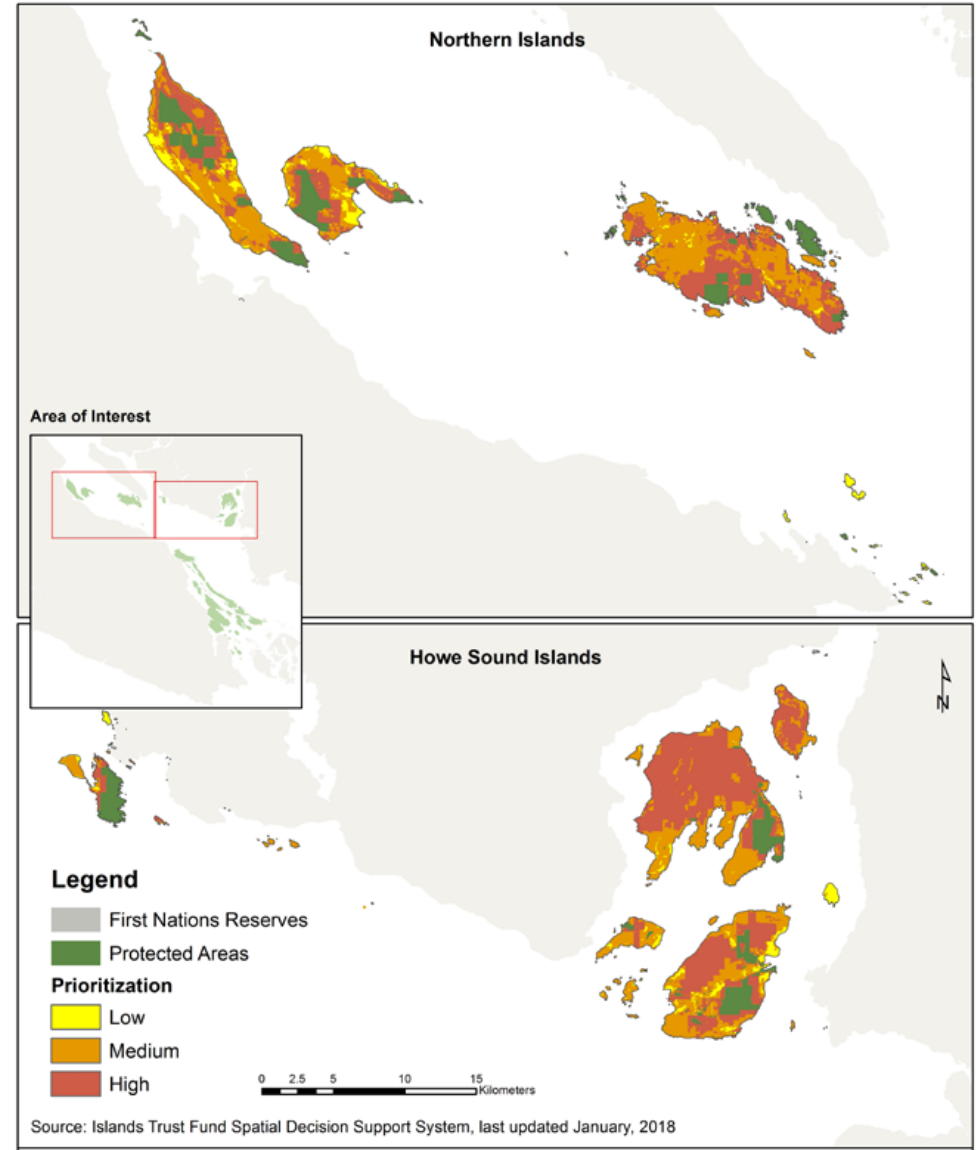 Northern Islands
Area of Interest
Howe Sound Islands
N
Legend
First Nations Reserves
Protected Areas
Prioritization
Low
Medium
High
0 2.5 5 10 15
Kilometers
Source: Islands Trust Fund Spatial Decision Support System, last updated January, 2018